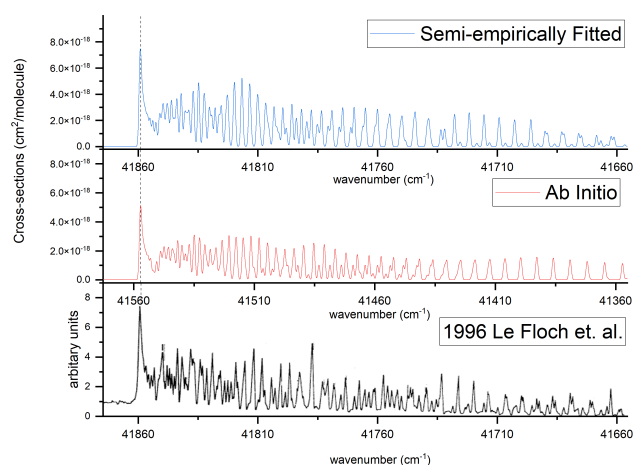 Cross-sections (cm²/molecule)
8.0×10⁻¹⁸
6.0×10⁻¹⁸
4.0×10⁻¹⁸
2.0×10⁻¹⁸
0.0
Semi-empirically Fitted
41860 41810 41760 41710 41660
wavenumber (cm⁻¹)
8.0×10⁻¹⁸
6.0×10⁻¹⁸
4.0×10⁻¹⁸
2.0×10⁻¹⁸
0.0
Ab Initio
41560 41510 41460 41410 41360
wavenumber (cm⁻¹)
arbitary units
8
6
4
2
0
1996 Le Floch et. al.
41860 41810 41760 41710 41660
wavenumber (cm⁻¹)